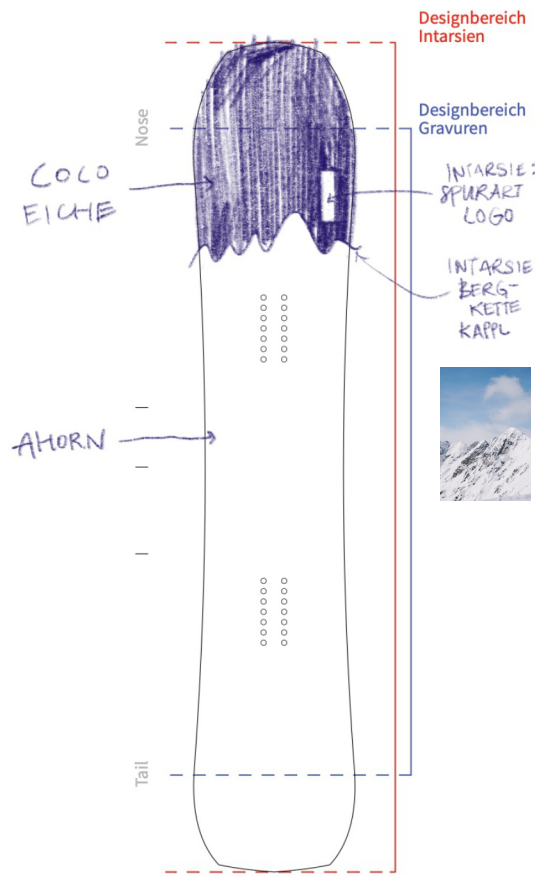 Designbereich
Intarsien
Designbereich
Gravuren
Nose
COCO
EICHE
INTARSIE:
SPURART
LOGO
INTARSIE
BERG-
KETTE
KAPPL
AHORN
Tail